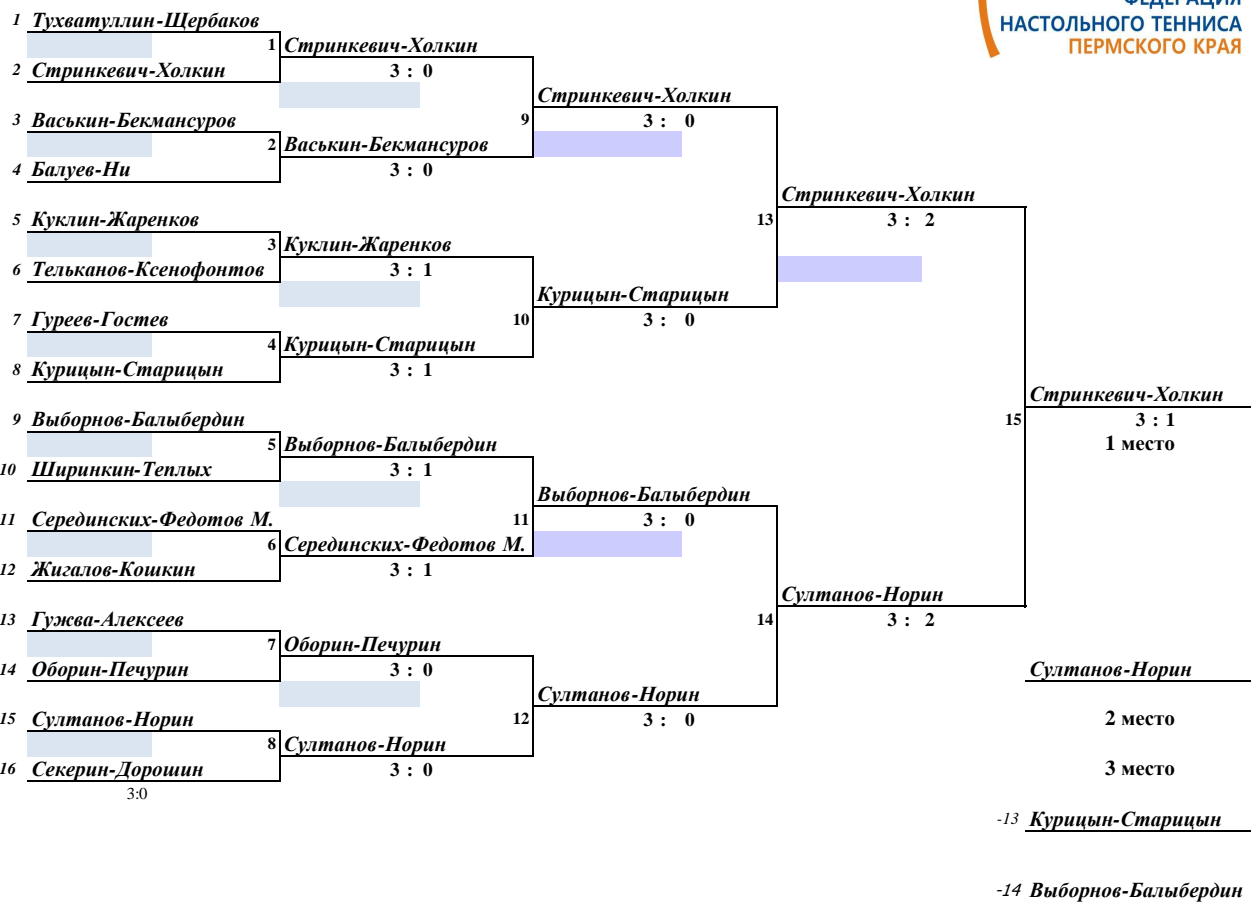 ФЕДЕРАЦИЯ
НАСТОЛЬНОГО ТЕННИСА
ПЕРМСКОГО КРАЯ
1 Тухватуллин-Щербаков
1 Стринкевич-Холкин
2 Стринкевич-Холкин
3 : 0
Стринкевич-Холкин
3 Васькин-Бекмансуров
9
3 : 0
2 Васькин-Бекмансуров
4 Балуев-Ни
3 : 0
Стринкевич-Холкин
5 Куклин-Жаренков
13
3 : 2
3 Куклин-Жаренков
6 Тельканов-Ксенофонтов
3 : 1
Курицын-Старицын
7 Гуреев-Гостев
10
3 : 0
4 Курицын-Старицын
8 Курицын-Старицын
3 : 1
Стринкевич-Холкин
9 Выборнов-Балыбердин
15
3 : 1
1 место
5 Выборнов-Балыбердин
10 Ширинкин-Теплых
3 : 1
Выборнов-Балыбердин
11 Серединских-Федотов М.
11
3 : 0
6 Серединских-Федотов М.
12 Жигалов-Кошкин
3 : 1
Султанов-Норин
13 Гужва-Алексеев
14
3 : 2
7 Оборин-Печурин
14 Оборин-Печурин
3 : 0
Султанов-Норин
Султанов-Норин
15 Султанов-Норин
12
3 : 0
2 место
8 Султанов-Норин
16 Секерин-Дорошин
3 : 0
3 место
3:0
-13 Курицын-Старицын
-14 Выборнов-Балыбердин